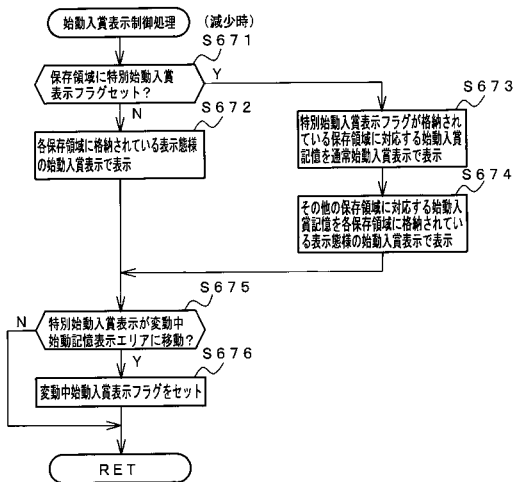 始動入賞表示制御処理
(減少時)
S671
保存領域に特別始動入賞
表示フラグセット?
Y
N
S672
各保存領域に格納されている表示態様
の始動入賞表示で表示
S673
特別始動入賞表示フラグが格納され
ている保存領域に対応する始動入賞
記憶を通常始動入賞表示で表示
S674
その他の保存領域に対応する始動入
賞記憶を各保存領域に格納されてい
る表示態様の始動入賞表示で表示
S675
特別始動入賞表示が変動中
始動記憶表示エリアに移動?
N
Y
S676
変動中始動入賞表示フラグをセット
RET